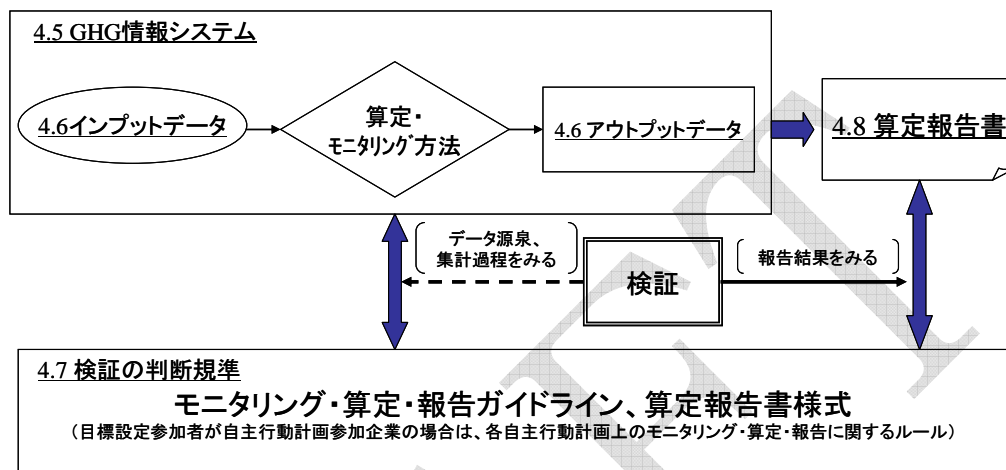 4.5 GHG情報システム
4.6インプットデータ
算定・
モニタリング方法
4.6 アウトプットデータ
4.8 算定報告書
データ源泉、
集計過程をみる
検証
報告結果をみる
4.7 検証の判断規準
モニタリング・算定・報告ガイドライン、算定報告書様式
(目標設定参加者が自主行動計画参加企業の場合は、各自主行動計画上のモニタリング・算定・報告に関するルール)